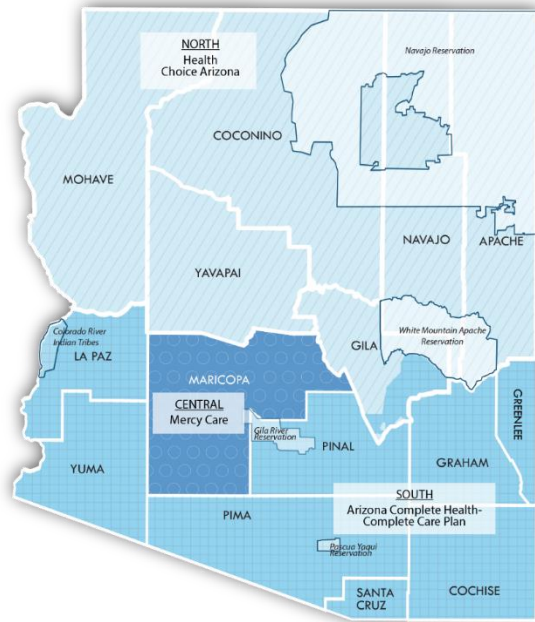 NORTH
Health
Choice Arizona
Navajo Reservation
COCONINO
MOHAVE
NAVAJO
APACHE
YAVAPAI
Colorado River
Indian Tribes
LA PAZ
GILA
White Mountain Apache
Reservation
MARICOPA
CENTRAL
Mercy Care
Gila River
Reservation
PINAL
GREENLEE
GRAHAM
YUMA
SOUTH
Arizona Complete Health-
Complete Care Plan
PIMA
Pascua Yaqui
Reservation
SANTA
CRUZ
COCHISE